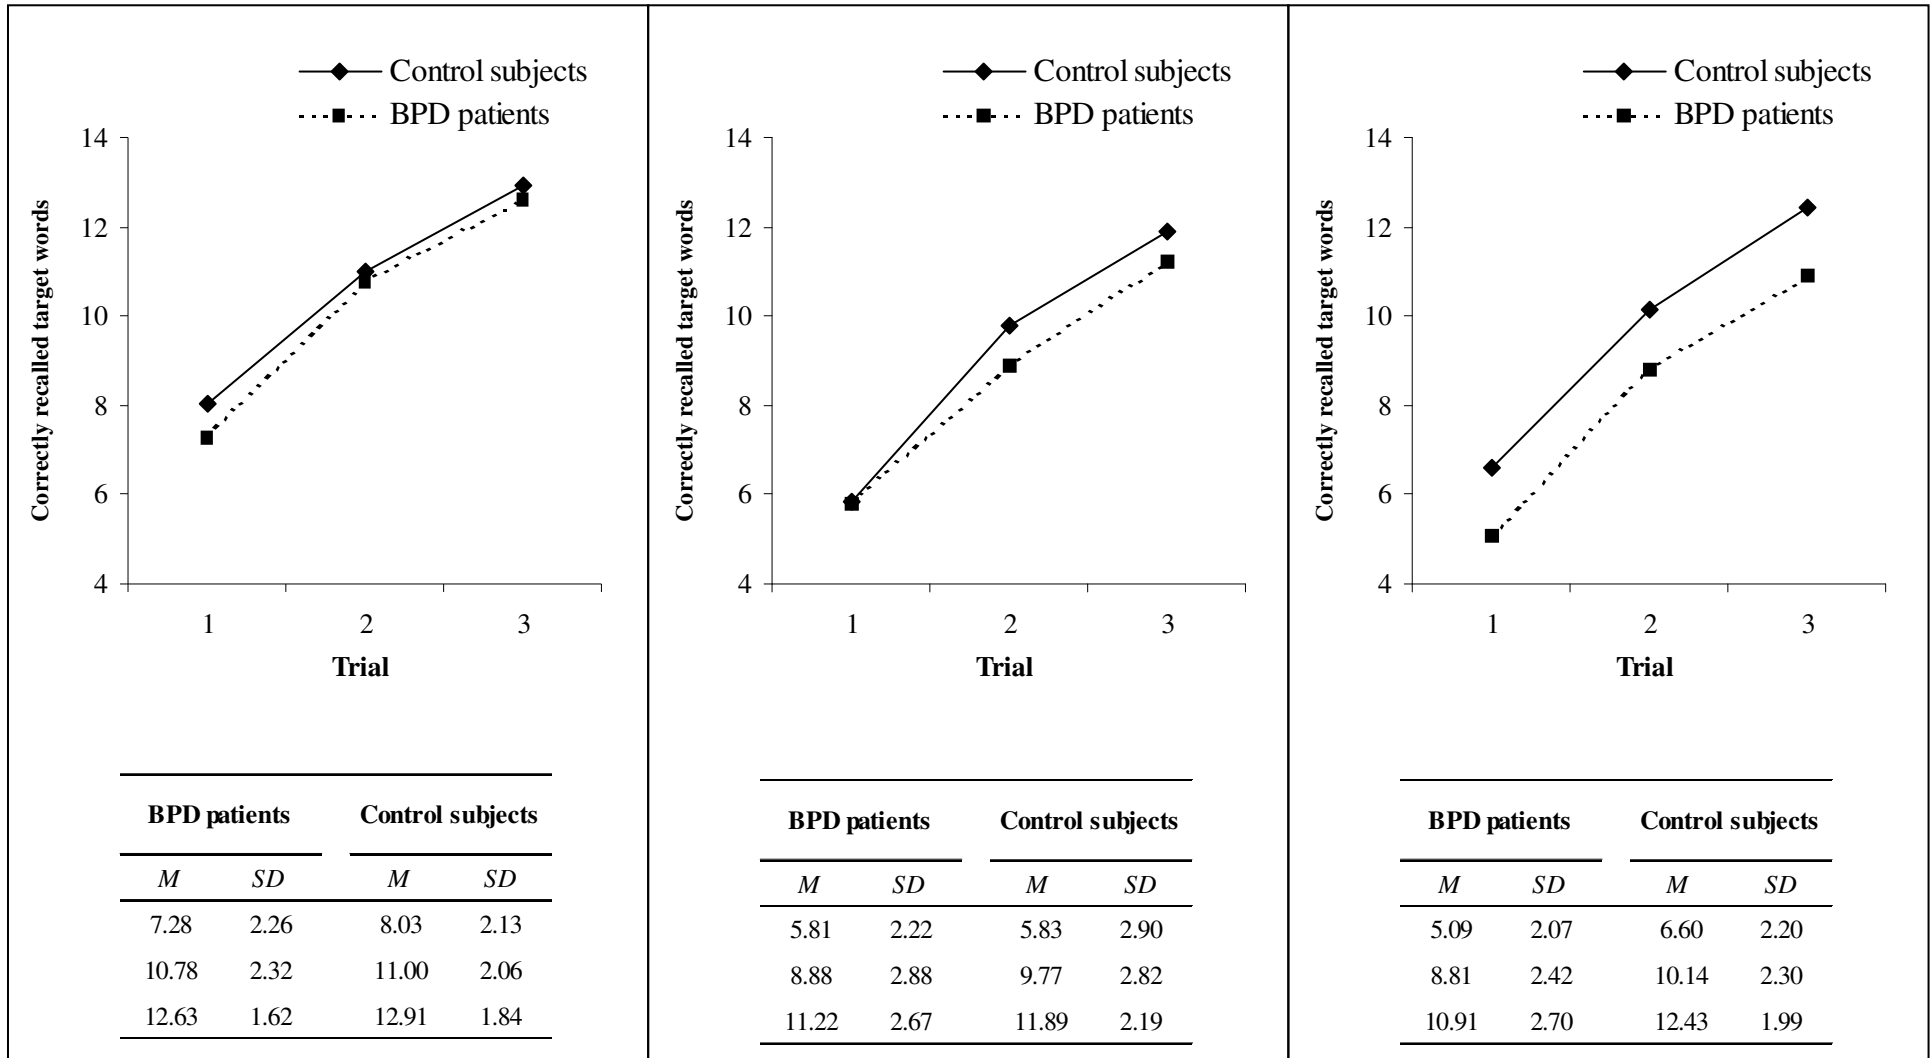 Control subjects
BPD patients
14
12
10
8
6
4
Correctly recalled target words
1 2 3
Trial
BPD patients Control subjects
M SD M SD
7.28 2.26 8.03 2.13
10.78 2.32 11.00 2.06
12.63 1.62 12.91 1.84
Control subjects
BPD patients
14
12
10
8
6
4
Correctly recalled target words
1 2 3
Trial
BPD patients Control subjects
M SD M SD
5.81 2.22 5.83 2.90
8.88 2.88 9.77 2.82
11.22 2.67 11.89 2.19
Control subjects
BPD patients
14
12
10
8
6
4
Correctly recalled target words
1 2 3
Trial
BPD patients Control subjects
M SD M SD
5.09 2.07 6.60 2.20
8.81 2.42 10.14 2.30
10.91 2.70 12.43 1.99